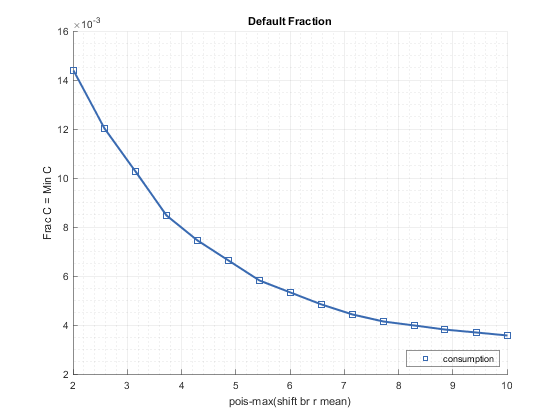 Default Fraction
×10-3
16
14
12
10
8
6
4
2
Frac C = Min C
2 3 4 5 6 7 8 9 10
pois-max(shift br r mean)
consumption